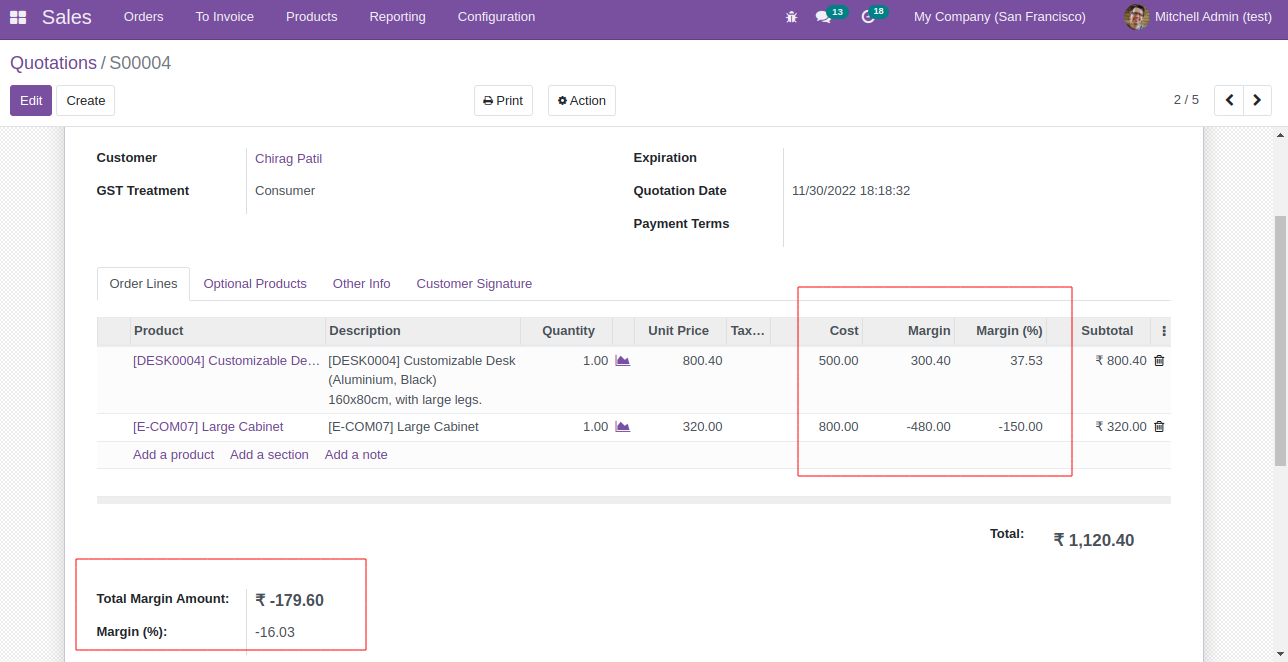 Sales Orders To Invoice Products Reporting Configuration 13 18 My Company (San Francisco) Mitchell Admin (test)
Quotations / S00004
Edit Create Print Action 2 / 5
Customer Chirag Patil Expiration
GST Treatment Consumer Quotation Date 11/30/2022 18:18:32
Payment Terms
Order Lines Optional Products Other Info Customer Signature
Product Description Quantity Unit Price Tax… Cost Margin Margin (%) Subtotal
[DESK0004] Customizable De… [DESK0004] Customizable Desk 1.00 800.40 500.00 300.40 37.53 ₹ 800.40
(Aluminium, Black)
160x80cm, with large legs.
[E-COM07] Large Cabinet [E-COM07] Large Cabinet 1.00 320.00 800.00 -480.00 -150.00 ₹ 320.00
Add a product Add a section Add a note
Total: ₹ 1,120.40
Total Margin Amount: ₹ -179.60
Margin (%): -16.03